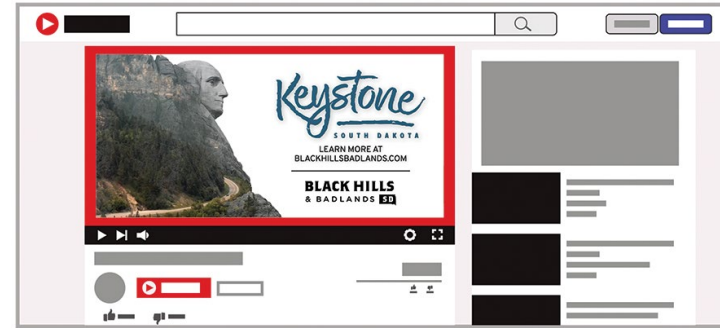 Keystone
SOUTH DAKOTA
LEARN MORE AT
BLACKHILLSBADLANDS.COM
BLACK HILLS
& BADLANDS SD